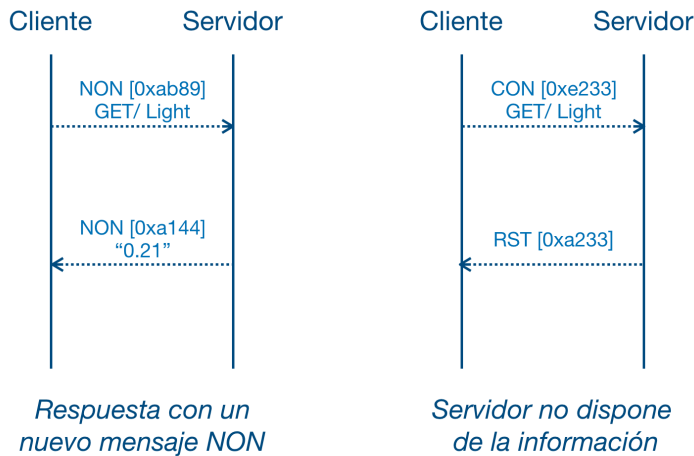 Cliente
Servidor
NON [0xab89]
GET/ Light
NON [0xa144]
“0.21”
Respuesta con un
nuevo mensaje NON
Cliente
Servidor
CON [0xe233]
GET/ Light
RST [0xa233]
Servidor no dispone
de la información